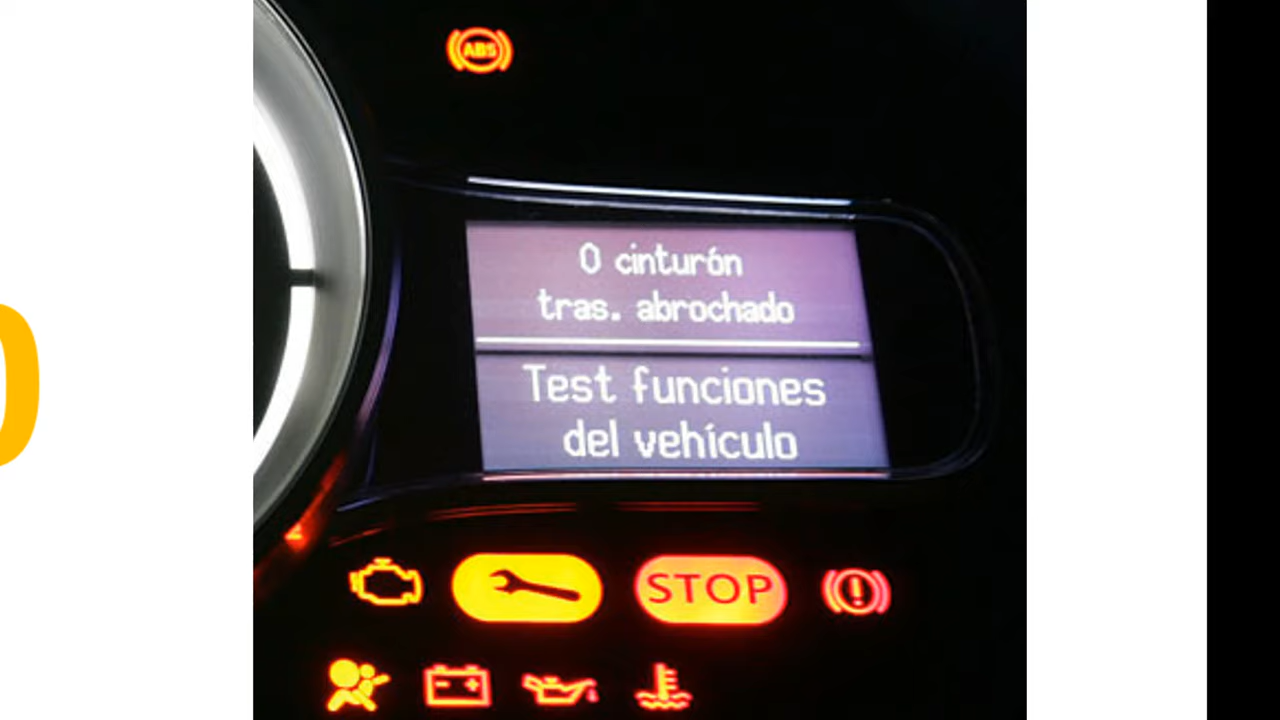 ABS
0 cinturón
tras. abrochado
Test funciones
del vehículo
STOP